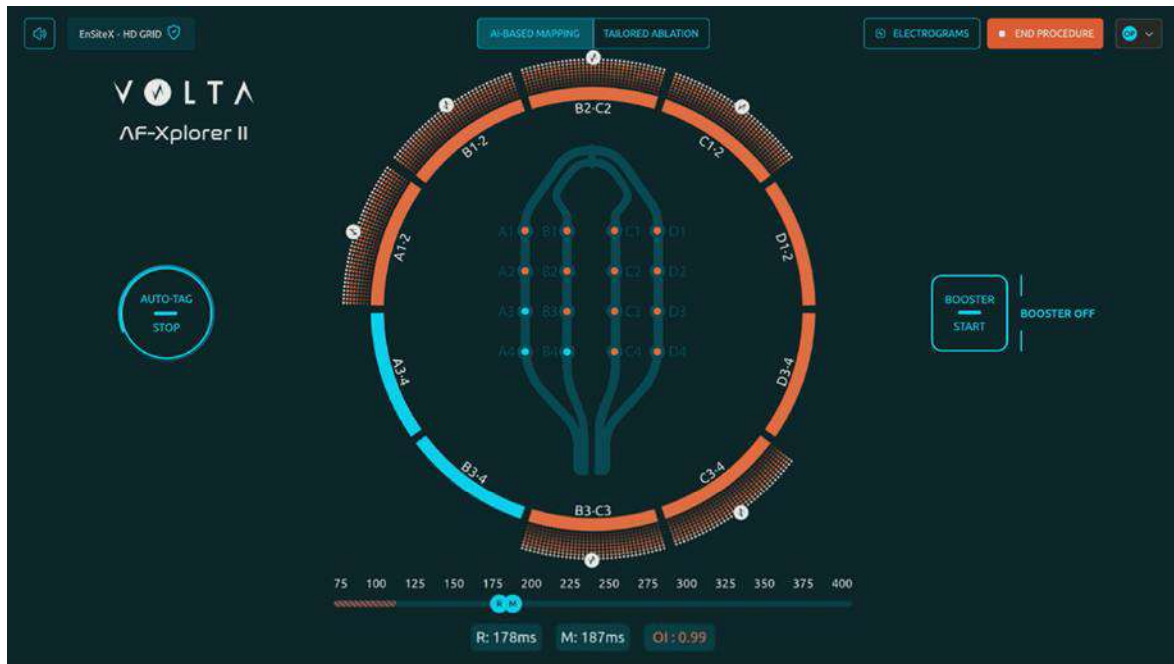 EnSiteX - HD GRID
AI-BASED MAPPING
TAILORED ABLATION
ELECTROGRAMS
END PROCEDURE
OP
VOLTA
AF-Xplorer II
B2-C2
B1-2
C1-2
A1-2
D1-2
A1 B1 C1 D1
A2 B2 C2 D2
A3 B3 C3 D3
A4 B4 C4 D4
AUTO-TAG
STOP
BOOSTER
START
BOOSTER OFF
A3-4
D3-4
B3-4
C3-4
B3-C3
75 100 125 150 175 200 225 250 275 300 325 350 375 400
R M
R: 178ms
M: 187ms
OI : 0.99